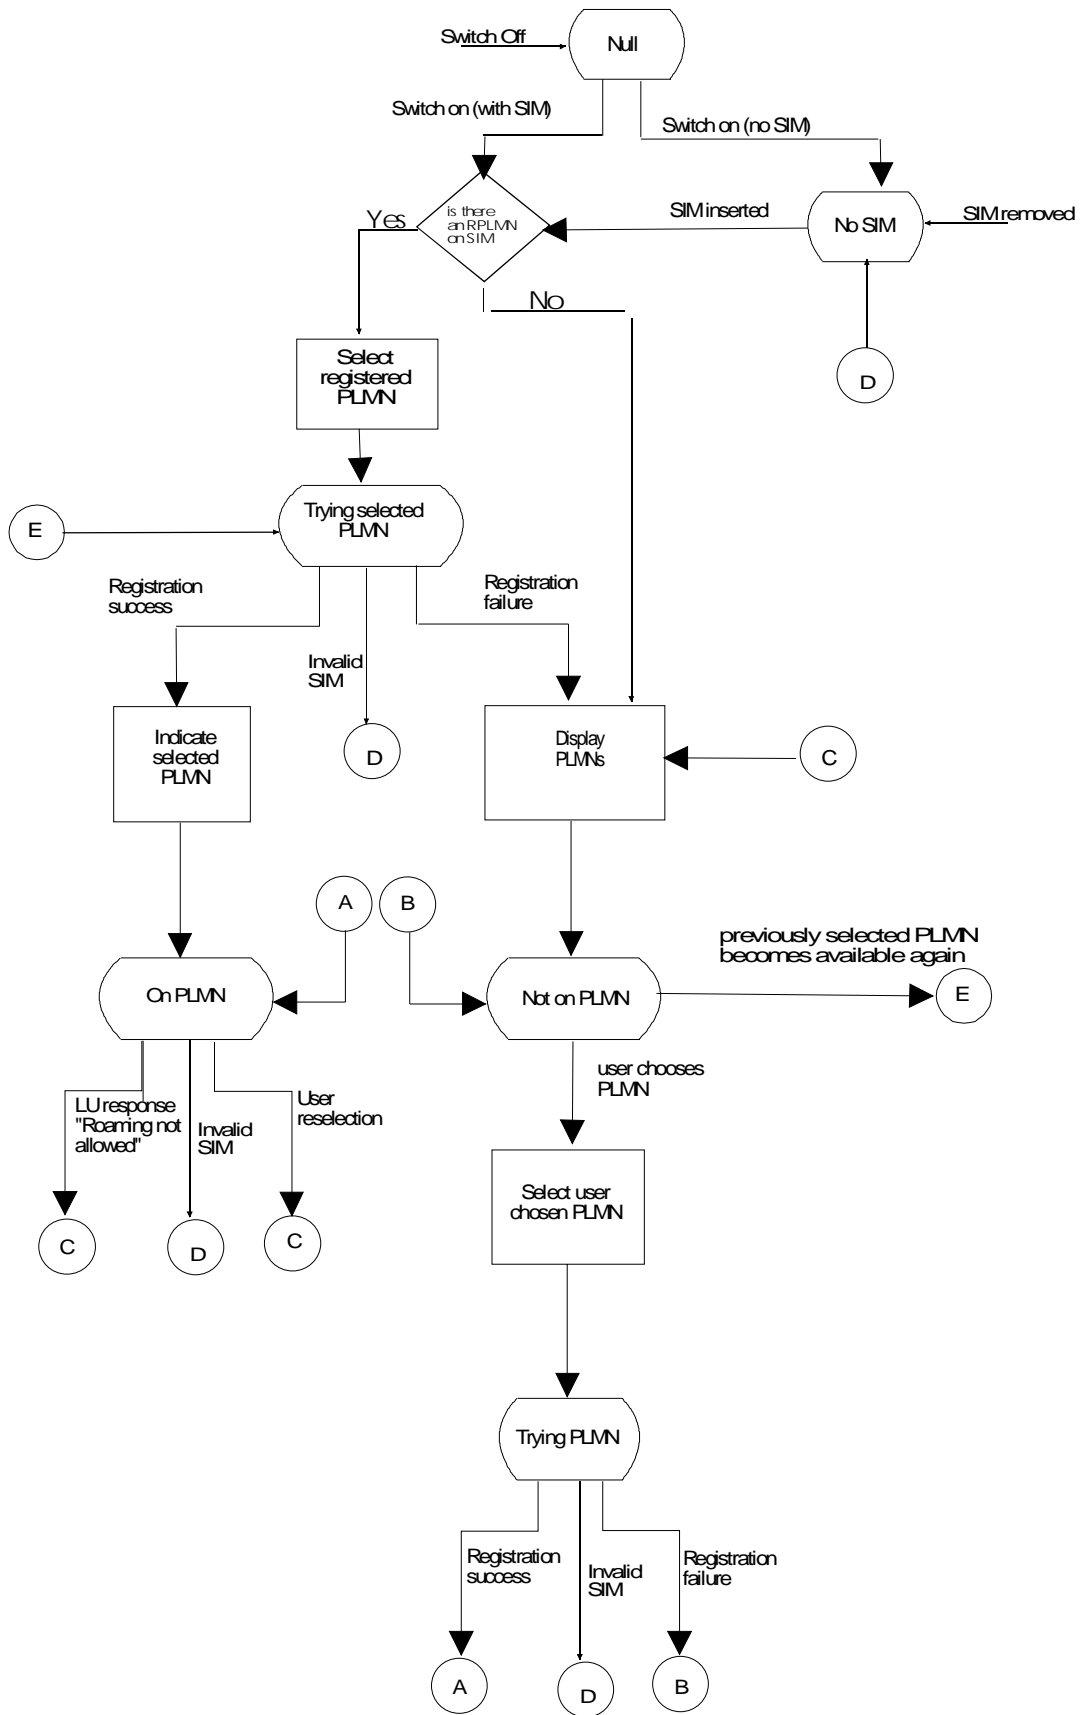 Switch Off
Null
Switch on (with SIM)
Switch on (no SIM)
is there
an RPLMN
on SIM
Yes
SIM inserted
No SIM
SIM removed
No
Select
registered
PLMN
D
Trying selected
PLMN
E
Registration
success
Invalid
SIM
Registration
failure
Indicate
selected
PLMN
D
Display
PLMNs
C
A
B
previously selected PLMN
becomes available again
On PLMN
Not on PLMN
E
LU response
"Roaming not
allowed"
Invalid
SIM
User
reselection
user chooses
PLMN
C
D
C
Select user
chosen PLMN
Trying PLMN
Registration
success
Invalid
SIM
Registration
failure
A
D
B